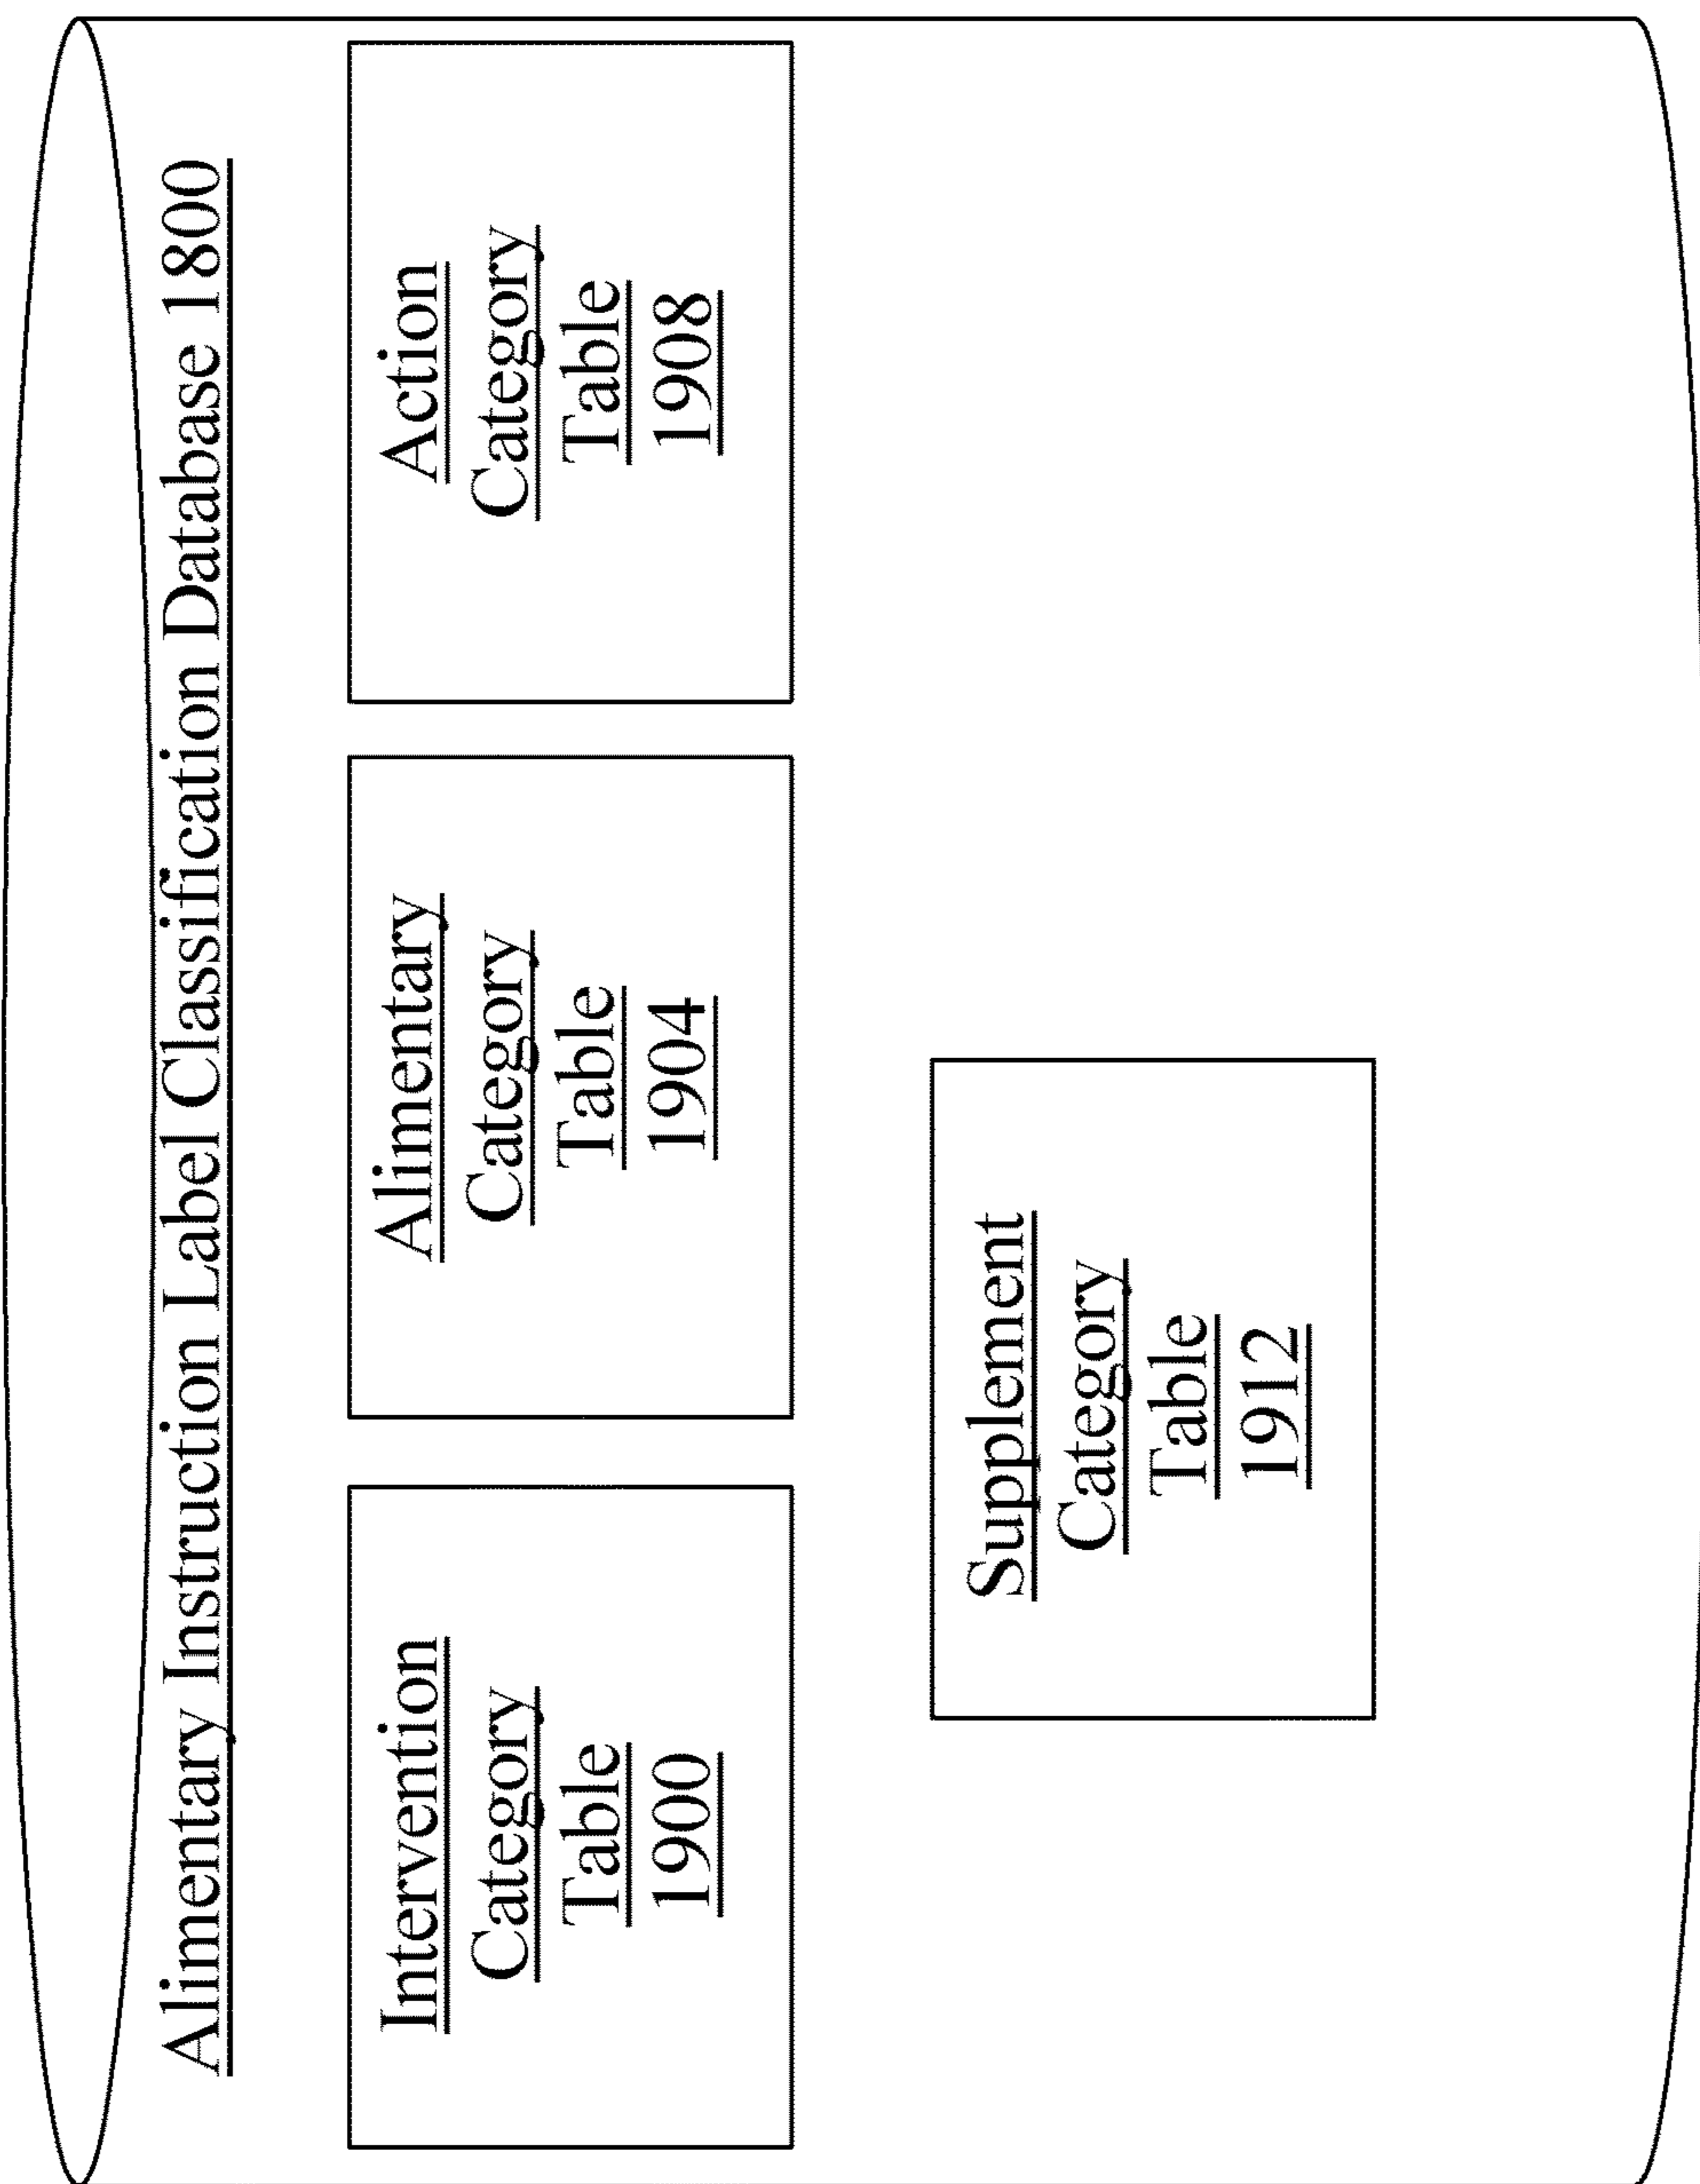 Alimentary Instruction Label Classification Database 1800
Intervention
Category
Table
1900
Alimentary
Category
Table
1904
Action
Category
Table
1908
Supplement
Category
Table
1912